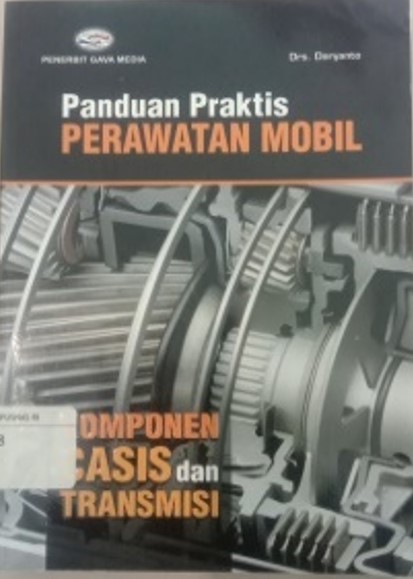 PENERBIT GAVA MEDIA
Drs. Daryanto
Panduan Praktis
PERAWATAN MOBIL
OMPONEN
CASIS dan
TRANSMISI